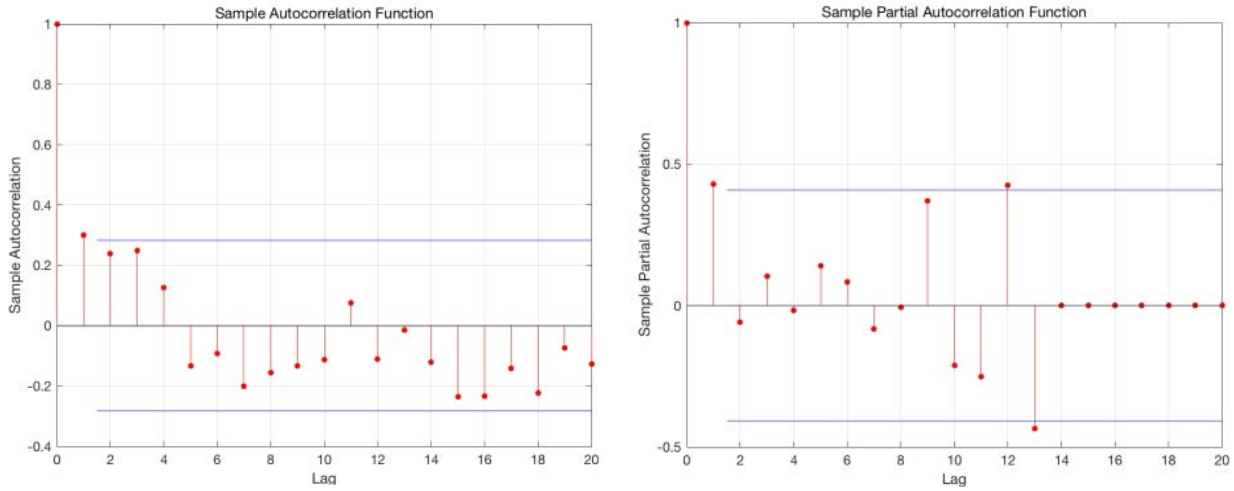 Sample Autocorrelation Function
Sample Autocorrelation
1
0.8
0.6
0.4
0.2
0
-0.2
-0.4
0 2 4 6 8 10 12 14 16 18 20
Lag
Sample Partial Autocorrelation Function
Sample Partial Autocorrelation
1
0.5
0
-0.5
0 2 4 6 8 10 12 14 16 18 20
Lag